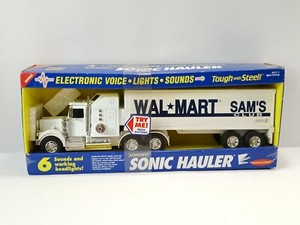 ELECTRONIC VOICE • LIGHTS • SOUNDS
Tough with Steel!
WAL★MART
SAM'S
CLUB
TRY
ME!
6
Sounds and
working
headlights!
SONIC HAULER